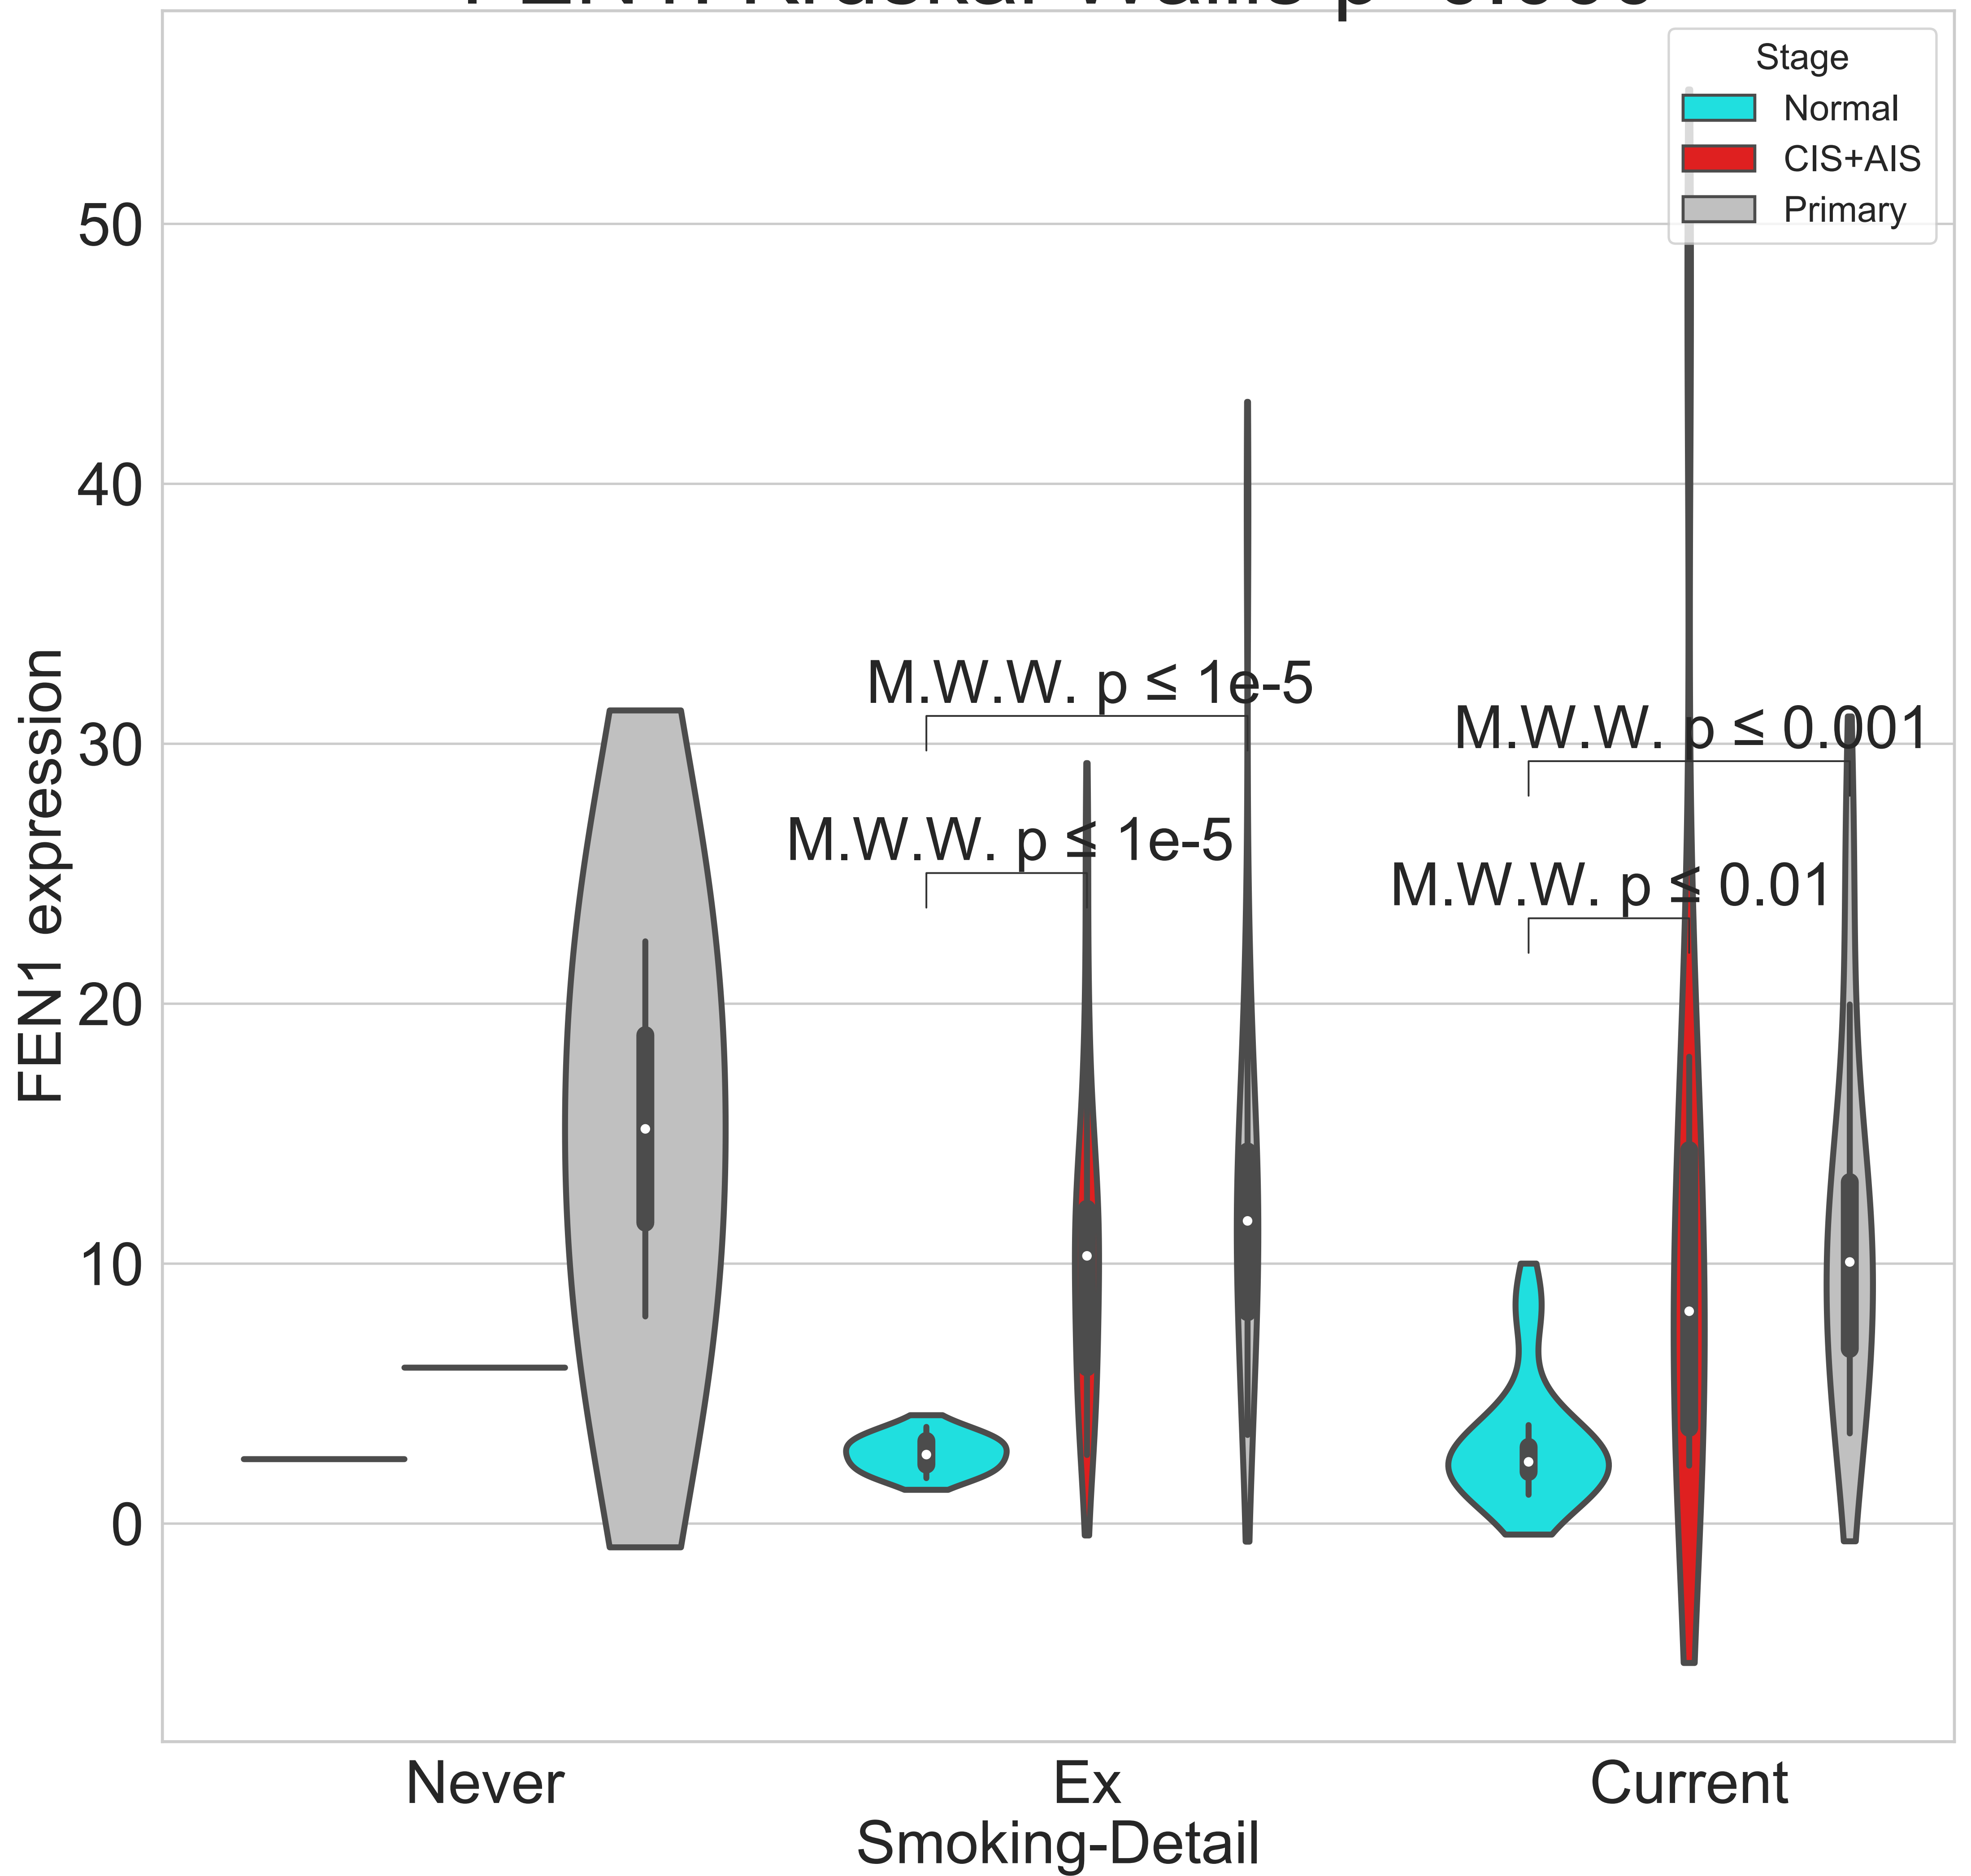 Stage
Normal
CIS+AIS
Primary
50
40
30
20
10
0
FEN1 expression
M.W.W. p ≤ 1e-5
M.W.W. p ≤ 0.001
M.W.W. p ≤ 1e-5
M.W.W. p ≤ 0.01
Never
Ex
Current
Smoking-Detail